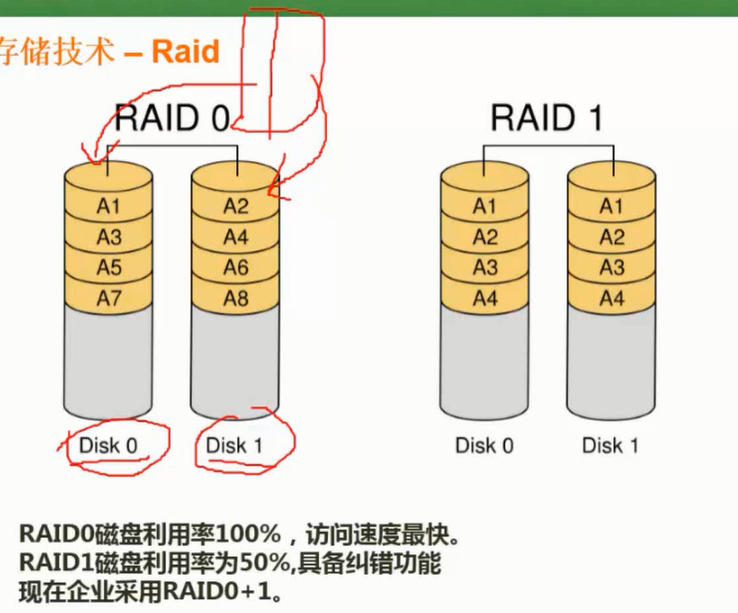 存储技术 – Raid
RAID 0
RAID 1
A1
A3
A5
A7
A2
A4
A6
A8
A1
A2
A3
A4
A1
A2
A3
A4
Disk 0
Disk 1
Disk 0
Disk 1
RAID0磁盘利用率100%，访问速度最快。
RAID1磁盘利用率为50%,具备纠错功能
现在企业采用RAID0+1。